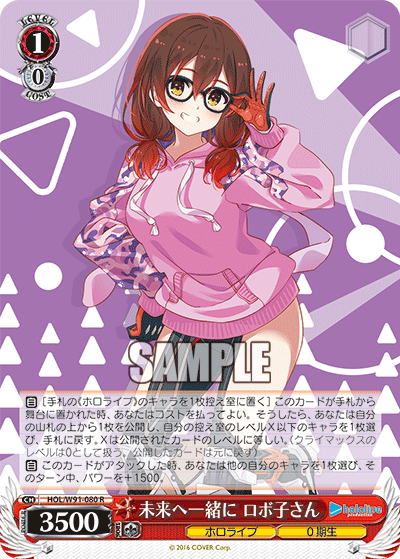 LEVEL
1
0
COST
SAMPLE
自［手札の《ホロライブ》のキャラを1枚控え室に置く］このカードが手札から
舞台に置かれた時、あなたはコストを払ってよい。そうしたら、あなたは自分
の山札の上から1枚を公開し、自分の控え室のレベルX以下のキャラを1枚選
び、手札に戻す。Xは公開されたカードのレベルに等しい。（クライマックスの
レベルは0として扱う。公開したカードは元に戻す）
自 このカードがアタックした時、あなたは自分のキャラを1枚選び、そ
のターン中、パワーを+1500。
CH HOL/W91-080 R
3500
未来へ一緒に ロボ子さん
hololive
ホロライブ
0期生
© 2016 COVER Corp.